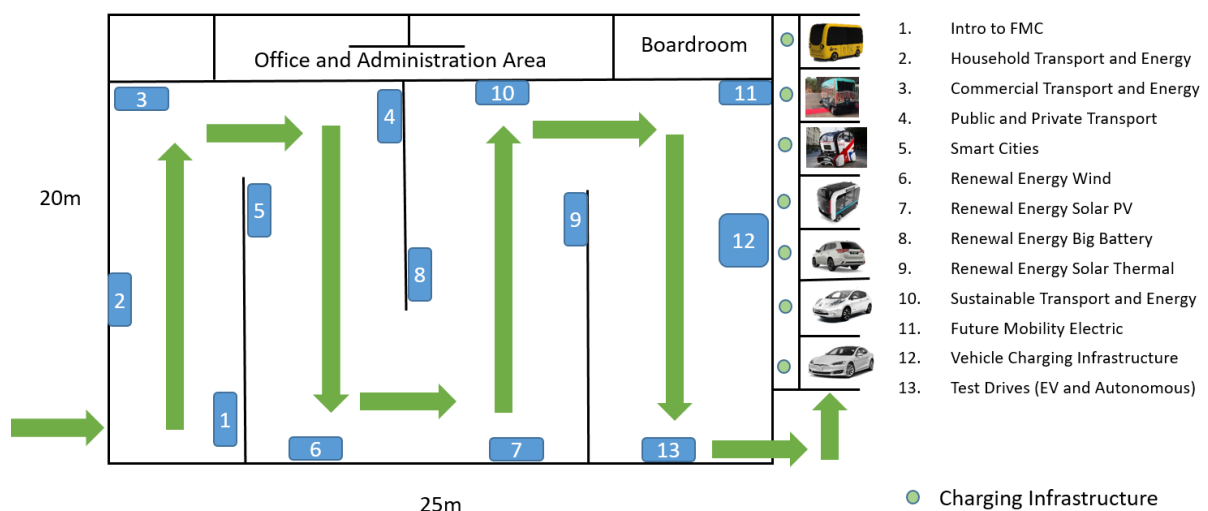 Office and Administration Area
Boardroom
3
4
10
11
20m
5
9
12
2
8
1
6
7
13
25m
1. Intro to FMC
2. Household Transport and Energy
3. Commercial Transport and Energy
4. Public and Private Transport
5. Smart Cities
6. Renewal Energy Wind
7. Renewal Energy Solar PV
8. Renewal Energy Big Battery
9. Renewal Energy Solar Thermal
10. Sustainable Transport and Energy
11. Future Mobility Electric
12. Vehicle Charging Infrastructure
13. Test Drives (EV and Autonomous)
Charging Infrastructure